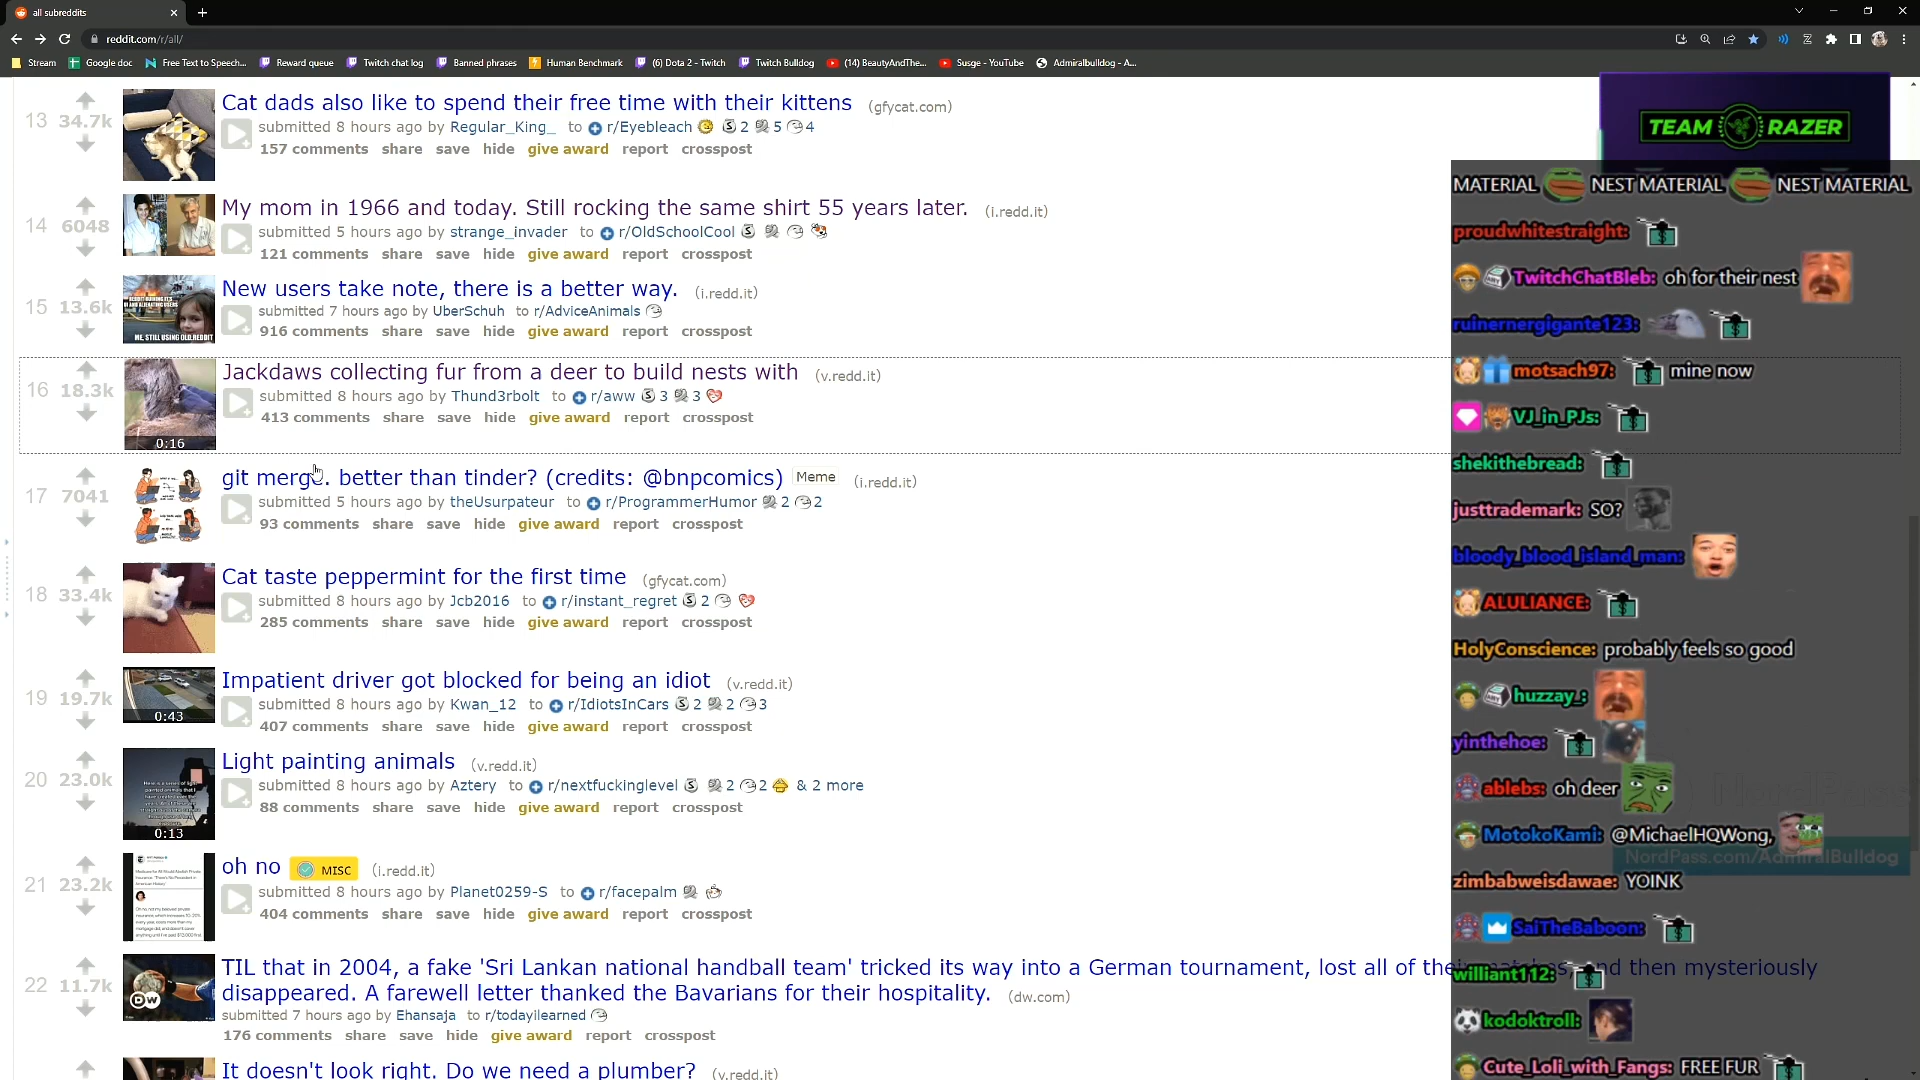 all subreddits
reddit.com/r/all/
Stream Google doc Free Text to Speech... Reward queue Twitch chat log Banned phrases Human Benchmark (6) Dota 2 - Twitch Twitch Bulldog (14) BeautyAndThe... Susge - YouTube Admiralbulldog - A...
13 34.7k
Cat dads also like to spend their free time with their kittens (gfycat.com)
submitted 8 hours ago by Regular_King_ to r/Eyebleach 2 5 4
157 comments share save hide give award report crosspost
14 6048
My mom in 1966 and today. Still rocking the same shirt 55 years later. (i.redd.it)
submitted 5 hours ago by strange_invader to r/OldSchoolCool
121 comments share save hide give award report crosspost
15 13.6k
ME, STILL USING OLD.REDDIT
New users take note, there is a better way. (i.redd.it)
submitted 7 hours ago by UberSchuh to r/AdviceAnimals
916 comments share save hide give award report crosspost
16 18.3k
0:16
Jackdaws collecting fur from a deer to build nests with (v.redd.it)
submitted 8 hours ago by Thund3rbolt to r/aww 3 3
413 comments share save hide give award report crosspost
17 7041
git merge. better than tinder? (credits: @bnpcomics) Meme (i.redd.it)
submitted 5 hours ago by theUsurpateur to r/ProgrammerHumor 2 2
93 comments share save hide give award report crosspost
18 33.4k
Cat taste peppermint for the first time (gfycat.com)
submitted 8 hours ago by Jcb2016 to r/instant_regret 2
285 comments share save hide give award report crosspost
19 19.7k
0:43
Impatient driver got blocked for being an idiot (v.redd.it)
submitted 8 hours ago by Kwan_12 to r/IdiotsInCars 2 2 3
407 comments share save hide give award report crosspost
20 23.0k
0:13
Light painting animals (v.redd.it)
submitted 8 hours ago by Aztery to r/nextfuckinglevel 2 2 & 2 more
88 comments share save hide give award report crosspost
21 23.2k
oh no MISC (i.redd.it)
submitted 8 hours ago by Planet0259-S to r/facepalm
404 comments share save hide give award report crosspost
22 11.7k
DW
TIL that in 2004, a fake 'Sri Lankan national handball team' tricked its way into a German tournament, lost all of and then mysteriously
disappeared. A farewell letter thanked the Bavarians for their hospitality. (dw.com)
submitted 7 hours ago by Ehansaja to r/todayilearned
176 comments share save hide give award report crosspost
It doesn't look right. Do we need a plumber? (v.redd.it)
TEAM RAZER
MATERIAL NEST MATERIAL NEST MATERIAL
proudwhitestraight:
TwitchChatBleb: oh for their nest
ruinernergigante123:
motsach97: mine now
VJ_in_PJs:
shekithebread:
justtrademark: SO?
bloody_blood_island_man:
ALULIANCE:
HolyConscience: probably feels so good
huzzay_:
yinthehoe:
ablebs: oh deer
NordPass
MotokoKami: @MichaelHQWong,
NordPass.com/AdmiralBulldog
zimbabweisdawae: YOINK
SaiTheBaboon:
williant112:
kodoktroll:
Cute_Loli_with_Fangs: FREE FUR